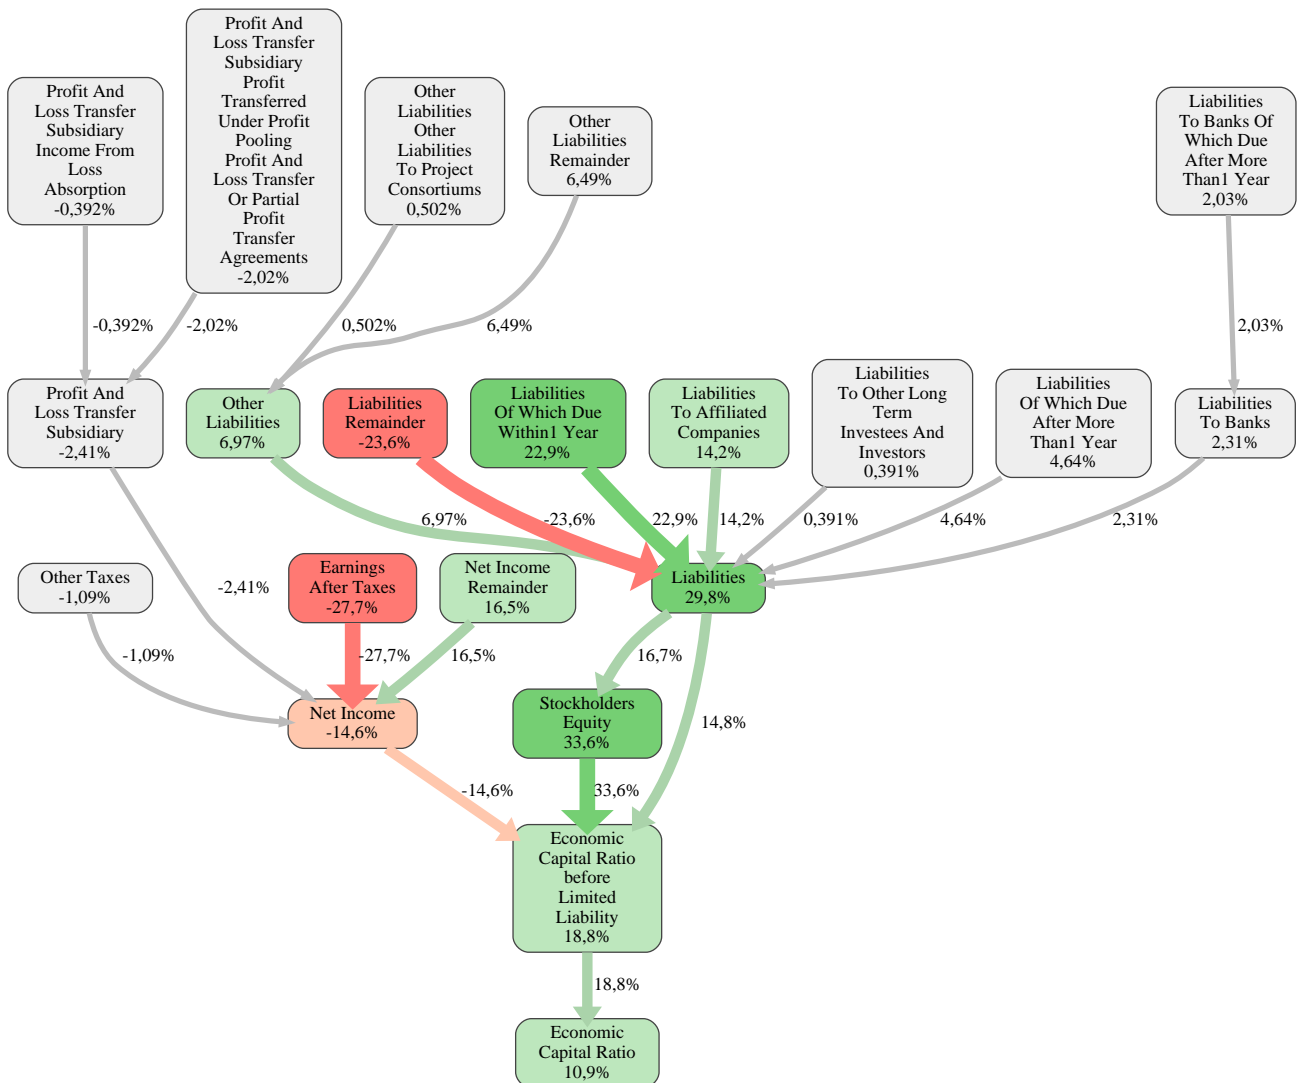 Profit And
Loss Transfer
Subsidiary
Profit
Transferred
Under Profit
Pooling
Profit And
Loss Transfer
Or Partial
Profit
Transfer
Agreements
-2,02%
Profit And
Loss Transfer
Subsidiary
Income From
Loss
Absorption
-0,392%
Other
Liabilities
Other
Liabilities
To Project
Consortiums
0,502%
Other
Liabilities
Remainder
6,49%
Liabilities
To Banks Of
Which Due
After More
Than1 Year
2,03%
-0,392%
-2,02%
0,502%
6,49%
2,03%
Profit And
Loss Transfer
Subsidiary
-2,41%
Other
Liabilities
6,97%
Liabilities
Remainder
-23,6%
Liabilities
Of Which Due
Within1 Year
22,9%
Liabilities
To Affiliated
Companies
14,2%
Liabilities
To Other Long
Term
Investees And
Investors
0,391%
Liabilities
Of Which Due
After More
Than1 Year
4,64%
Liabilities
To Banks
2,31%
6,97%
-23,6%
22,9%
14,2%
0,391%
4,64%
2,31%
Other Taxes
-1,09%
-2,41%
Earnings
After Taxes
-27,7%
Net Income
Remainder
16,5%
Liabilities
29,8%
-1,09%
-27,7%
16,5%
16,7%
Net Income
-14,6%
Stockholders
Equity
33,6%
14,8%
-14,6%
33,6%
Economic
Capital Ratio
before
Limited
Liability
18,8%
18,8%
Economic
Capital Ratio
10,9%